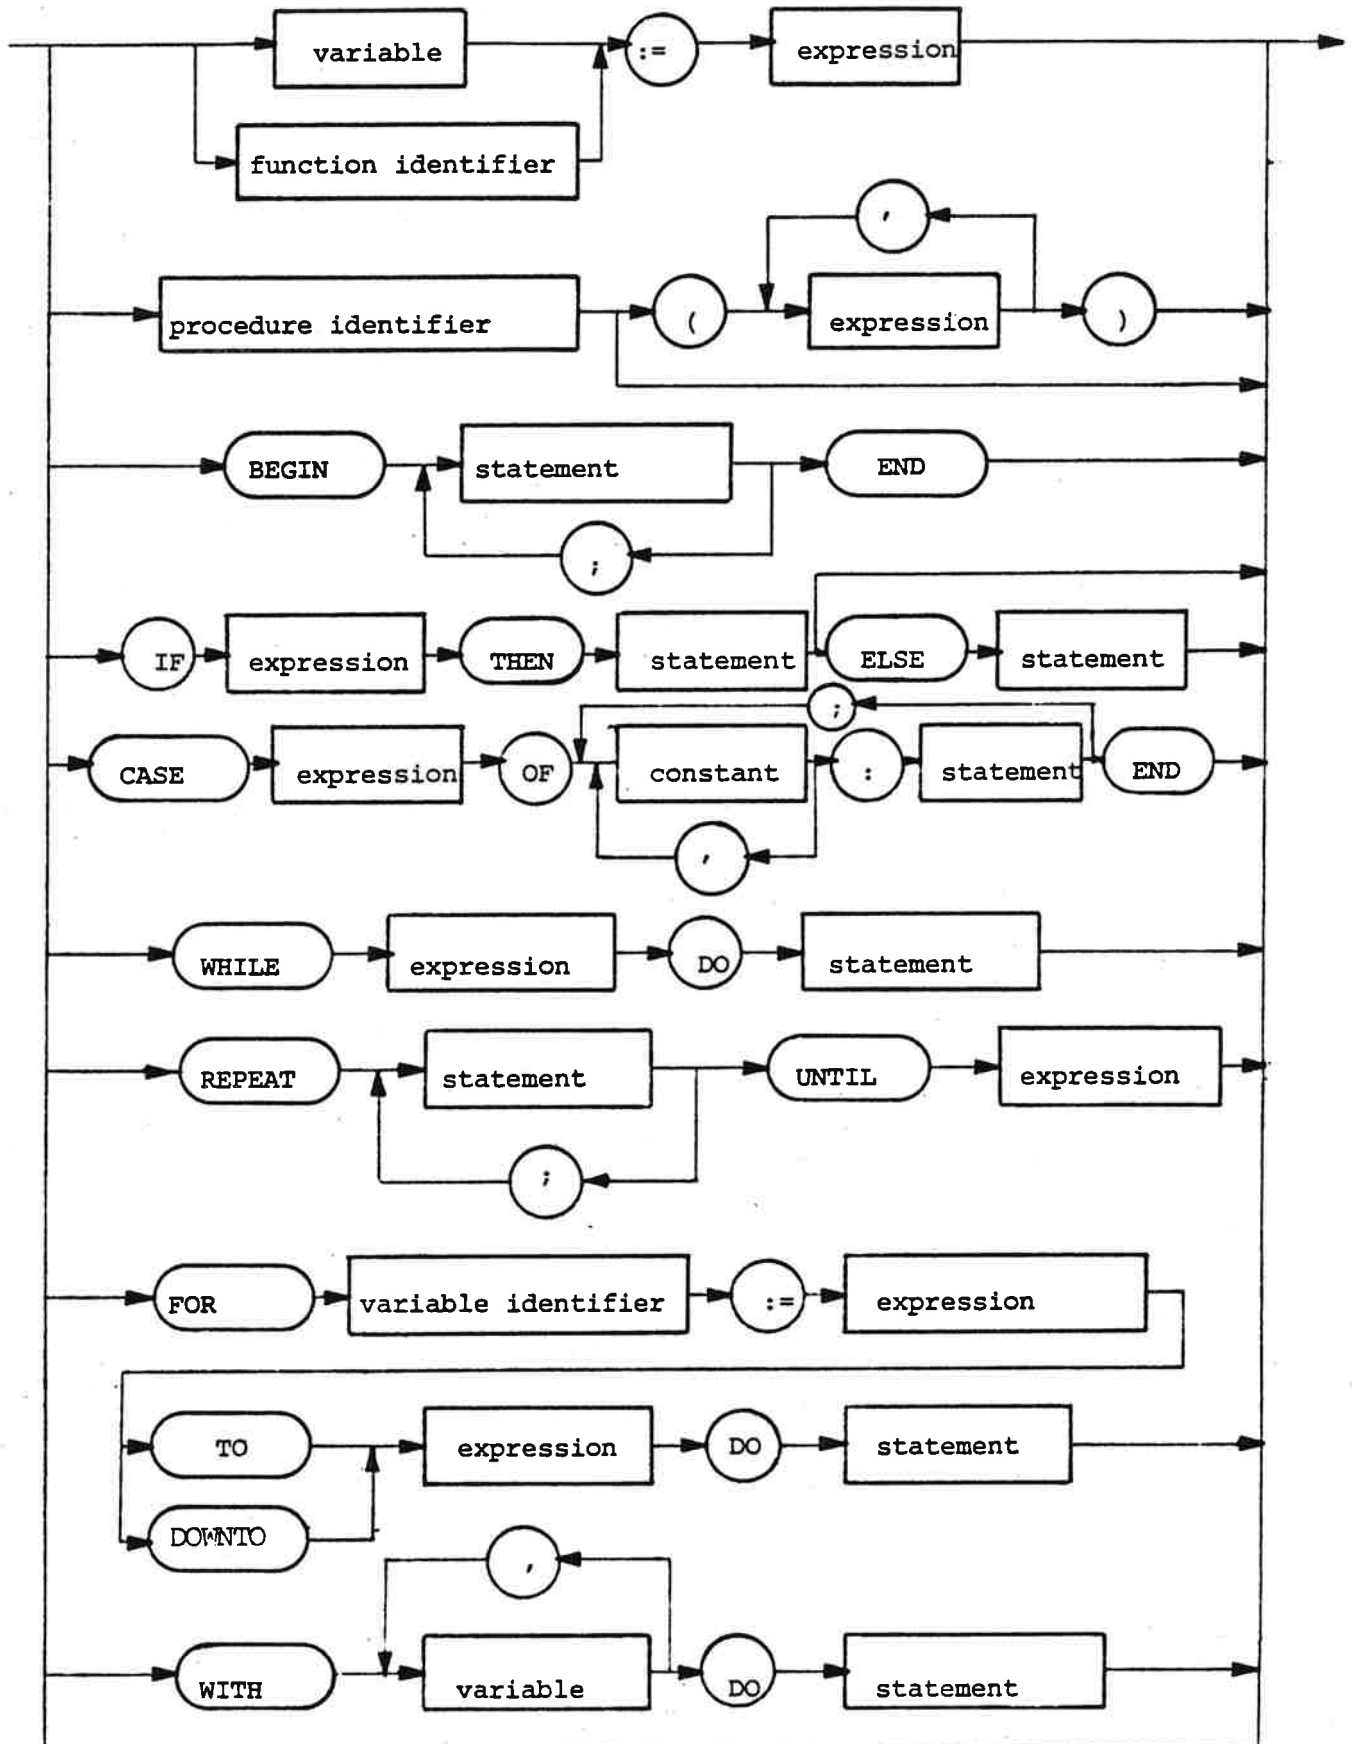 variable := expression
function identifier
,
procedure identifier ( expression )
BEGIN statement END
;
IF expression THEN statement ELSE statement
;
CASE expression OF constant : statement END
,
WHILE expression DO statement
REPEAT statement UNTIL expression
;
FOR variable identifier := expression
TO expression DO statement
DOWNTO
,
WITH variable DO statement